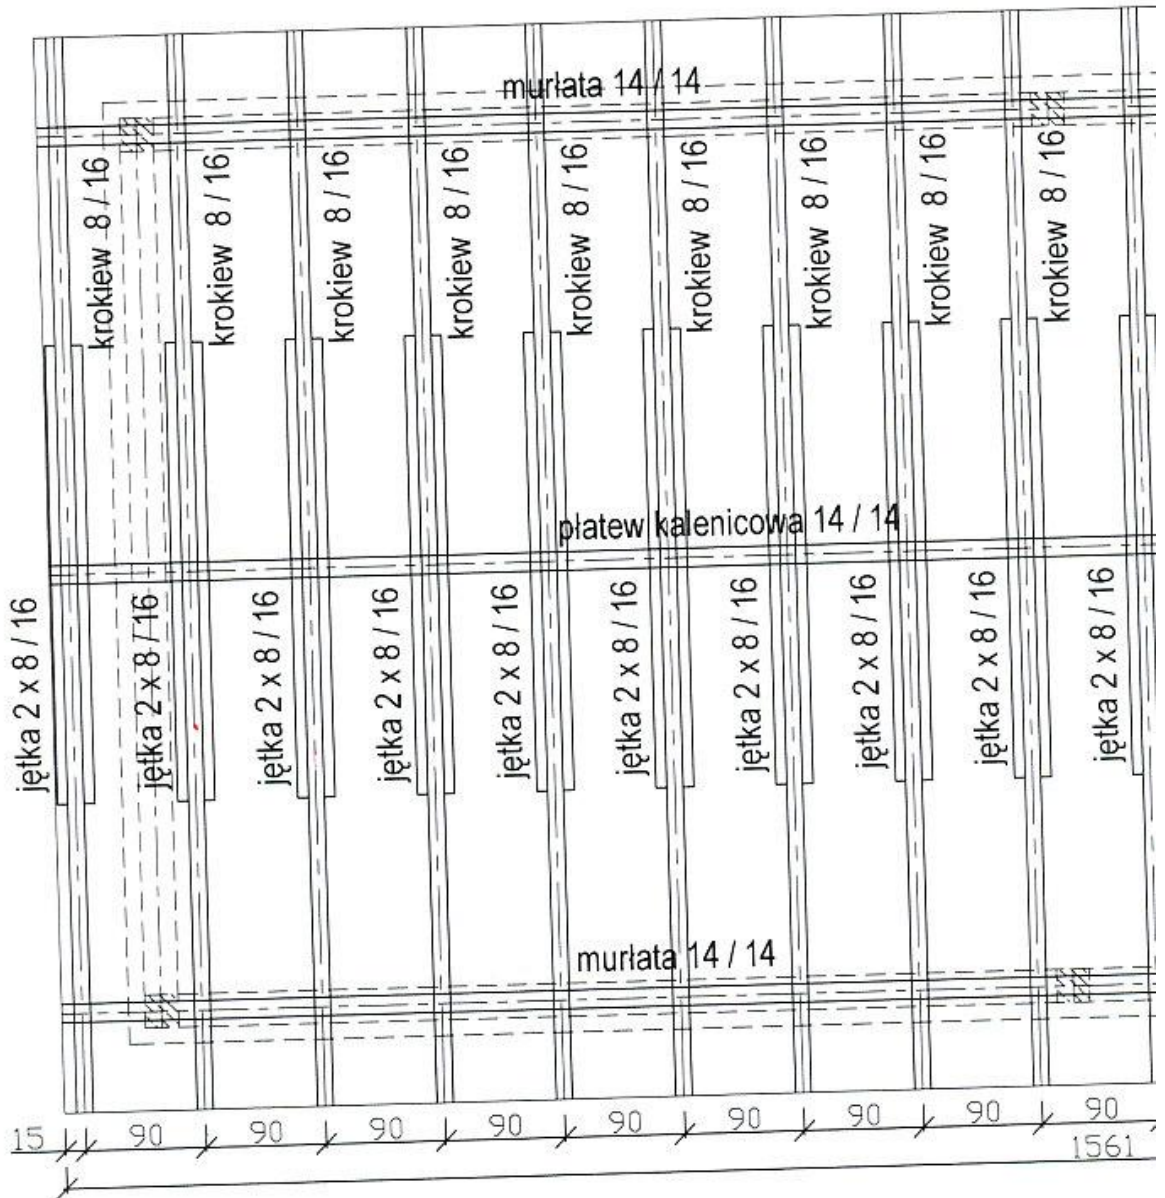 murłata 14 / 14
krokiew 8 / 16
krokiew 8 / 16
krokiew 8 / 16
krokiew 8 / 16
krokiew 8 / 16
krokiew 8 / 16
krokiew 8 / 16
krokiew 8 / 16
krokiew 8 / 16
płatew kalenicowa 14 / 14
jętka 2 x 8 / 16
jętka 2 x 8 / 16
jętka 2 x 8 / 16
jętka 2 x 8 / 16
jętka 2 x 8 / 16
jętka 2 x 8 / 16
jętka 2 x 8 / 16
jętka 2 x 8 / 16
jętka 2 x 8 / 16
jętka 2 x 8 / 16
murłata 14 / 14
15 90 90 90 90 90 90 90 90 90
1561